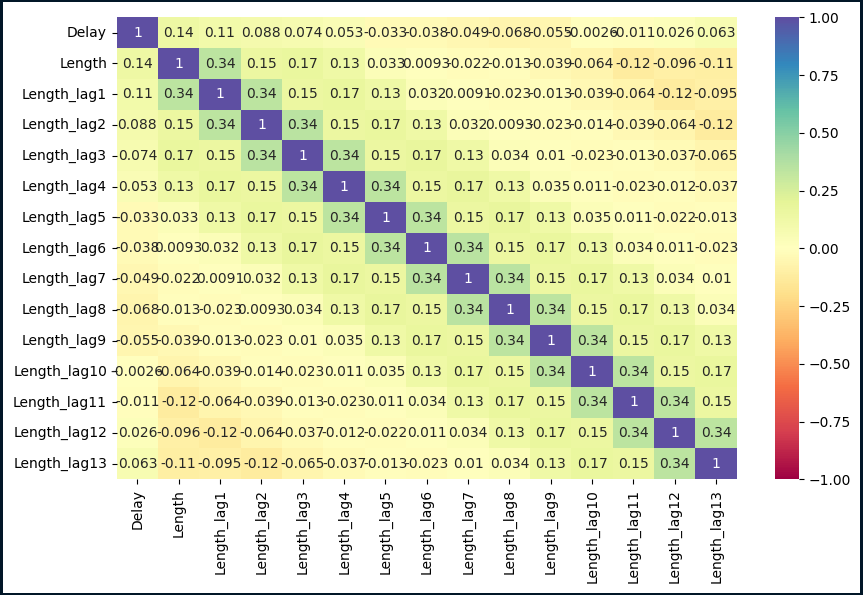 Delay 1 0.14 0.11 0.088 0.074 0.053 -0.033 -0.038 -0.049 -0.068 -0.055 0.0026 -0.011 0.026 0.063
Length 0.14 1 0.34 0.15 0.17 0.13 0.033 0.0093 -0.022 -0.013 -0.039 -0.064 -0.12 -0.096 -0.11
Length_lag1 0.11 0.34 1 0.34 0.15 0.17 0.13 0.032 0.0091 -0.023 -0.013 -0.039 -0.064 -0.12 -0.095
Length_lag2 0.088 0.15 0.34 1 0.34 0.15 0.17 0.13 0.032 0.0093 -0.023 -0.014 -0.039 -0.064 -0.12
Length_lag3 0.074 0.17 0.15 0.34 1 0.34 0.15 0.17 0.13 0.034 0.01 -0.023 -0.013 -0.037 -0.065
Length_lag4 0.053 0.13 0.17 0.15 0.34 1 0.34 0.15 0.17 0.13 0.035 0.011 -0.023 -0.012 -0.037
Length_lag5 -0.033 0.033 0.13 0.17 0.15 0.34 1 0.34 0.15 0.17 0.13 0.035 0.011 -0.022 -0.013
Length_lag6 -0.038 0.0093 0.032 0.13 0.17 0.15 0.34 1 0.34 0.15 0.17 0.13 0.034 0.011 -0.023
Length_lag7 -0.049 -0.022 0.0091 0.032 0.13 0.17 0.15 0.34 1 0.34 0.15 0.17 0.13 0.034 0.01
Length_lag8 -0.068 -0.013 -0.023 0.0093 0.034 0.13 0.17 0.15 0.34 1 0.34 0.15 0.17 0.13 0.034
Length_lag9 -0.055 -0.039 -0.013 -0.023 0.01 0.035 0.13 0.17 0.15 0.34 1 0.34 0.15 0.17 0.13
Length_lag10 -0.0026 -0.064 -0.039 -0.014 -0.023 0.011 0.035 0.13 0.17 0.15 0.34 1 0.34 0.15 0.17
Length_lag11 -0.011 -0.12 -0.064 -0.039 -0.013 -0.023 0.011 0.034 0.13 0.17 0.15 0.34 1 0.34 0.15
Length_lag12 0.026 -0.096 -0.12 -0.064 -0.037 -0.012 -0.022 0.011 0.034 0.13 0.17 0.15 0.34 1 0.34
Length_lag13 0.063 -0.11 -0.095 -0.12 -0.065 -0.037 -0.013 -0.023 0.01 0.034 0.13 0.17 0.15 0.34 1
Delay
Length
Length_lag1
Length_lag2
Length_lag3
Length_lag4
Length_lag5
Length_lag6
Length_lag7
Length_lag8
Length_lag9
Length_lag10
Length_lag11
Length_lag12
Length_lag13
1.00
0.75
0.50
0.25
0.00
−0.25
−0.50
−0.75
−1.00